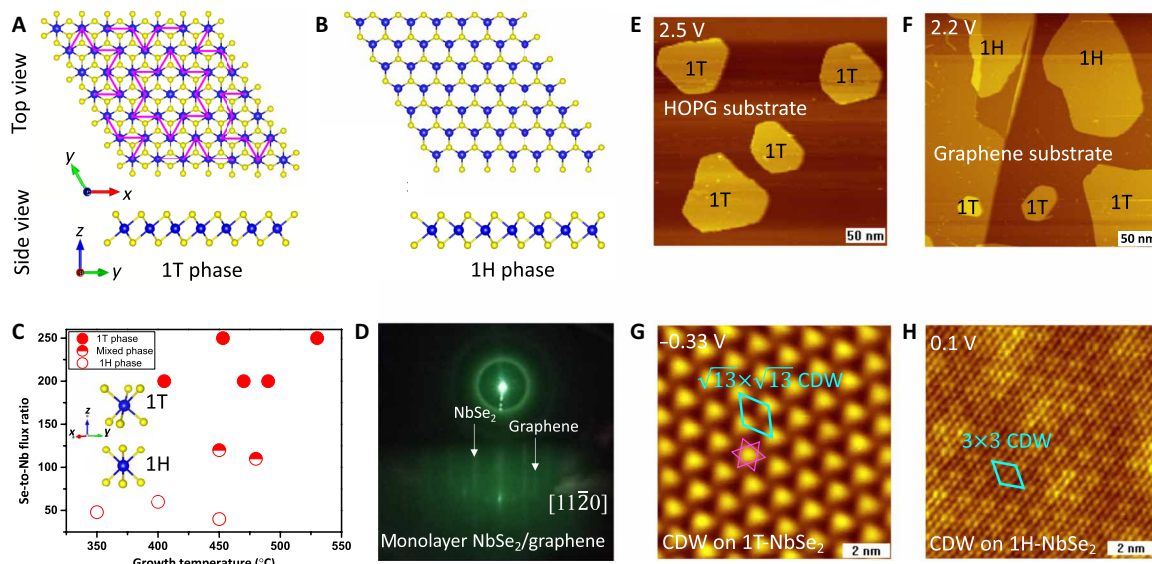 A
Top view
Side view
y
x
z
y
1T phase
B
1H phase
C
1T phase
Mixed phase
1H phase
Se-to-Nb flux ratio
250
200
150
100
50
350
400
450
500
550
Growth temperature (°C)
1T
z
x
y
1H
D
NbSe₂
Graphene
[112̄0]
Monolayer NbSe₂/graphene
E
2.5 V
1T
1T
HOPG substrate
1T
1T
50 nm
F
2.2 V
1H
1H
Graphene substrate
1T
1T
1T
50 nm
G
−0.33 V
√13×√13 CDW
CDW on 1T-NbSe₂
2 nm
H
0.1 V
3×3 CDW
CDW on 1H-NbSe₂
2 nm